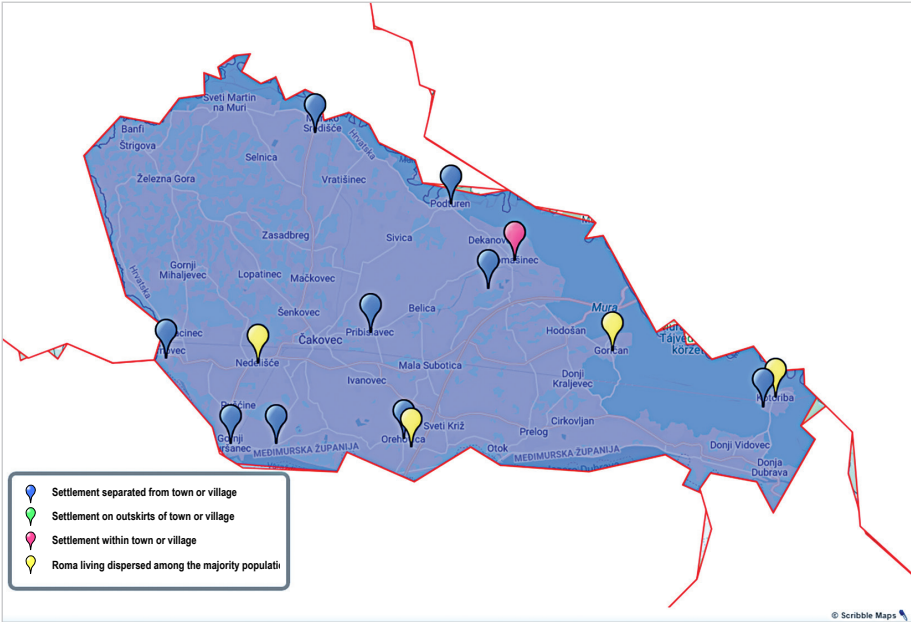 Sveti Martin
na Muri
Središće
Banfi
Štrigova
Hrvatska
Selnica
Železna Gora
Vratišinec
Podturen
Zasadbreg
Sivica
Gornji
Mihaljevec
Lopatinec
Mačkovec
Hrvatska
Belica
Mura
Šenkovec
Pribislavec
Čakovec
Hodošan
Goričan
Nedelišće
Mala Subotica
Ivanovec
Donji
Kraljevec
Kotoriba
Sveti Križ
Cirkovljan
Prelog
Gornji
Orehovica
Otok
Donji Vidovec
MEĐIMURSKA ŽUPANIJA
MEĐIMURSKA ŽUPANIJA
Donja
Dubrava
Settlement separated from town or village
Settlement on outskirts of town or village
Settlement within town or village
Roma living dispersed among the majority populati
© Scribble Maps